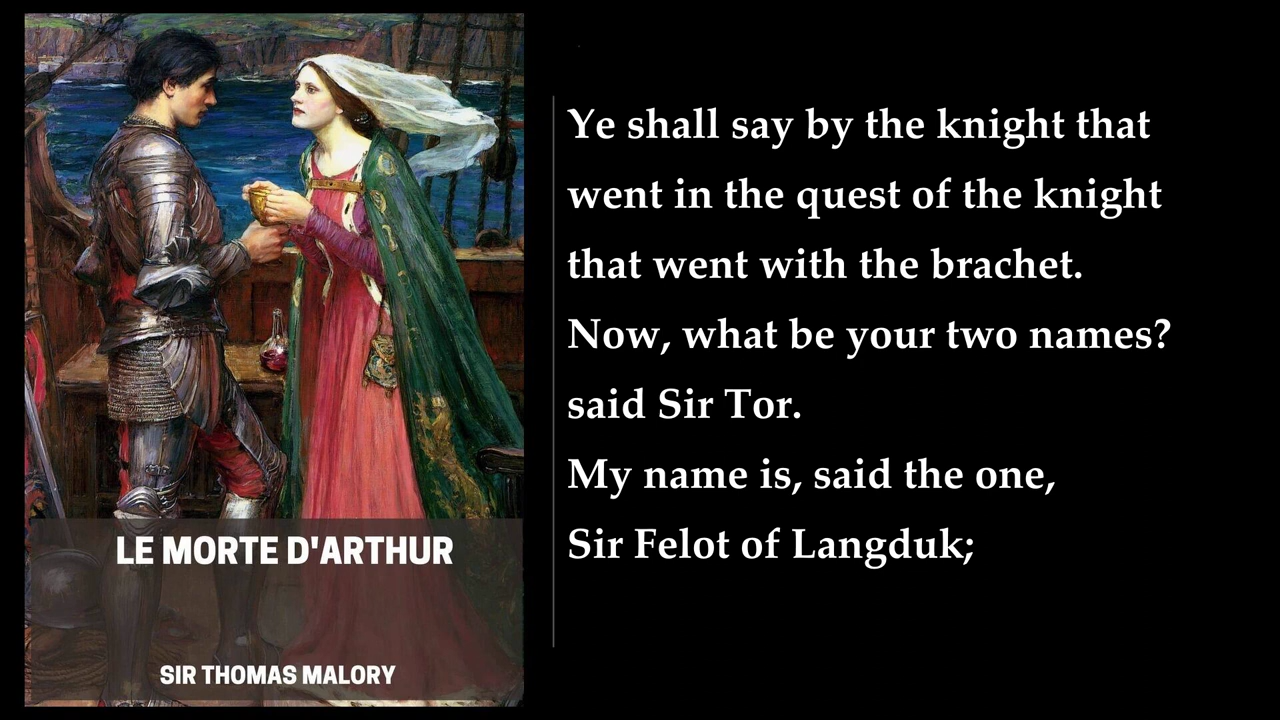 LE MORTE D'ARTHUR
SIR THOMAS MALORY
Ye shall say by the knight that
went in the quest of the knight
that went with the brachet.
Now, what be your two names?
said Sir Tor.
My name is, said the one,
Sir Felot of Langduk;